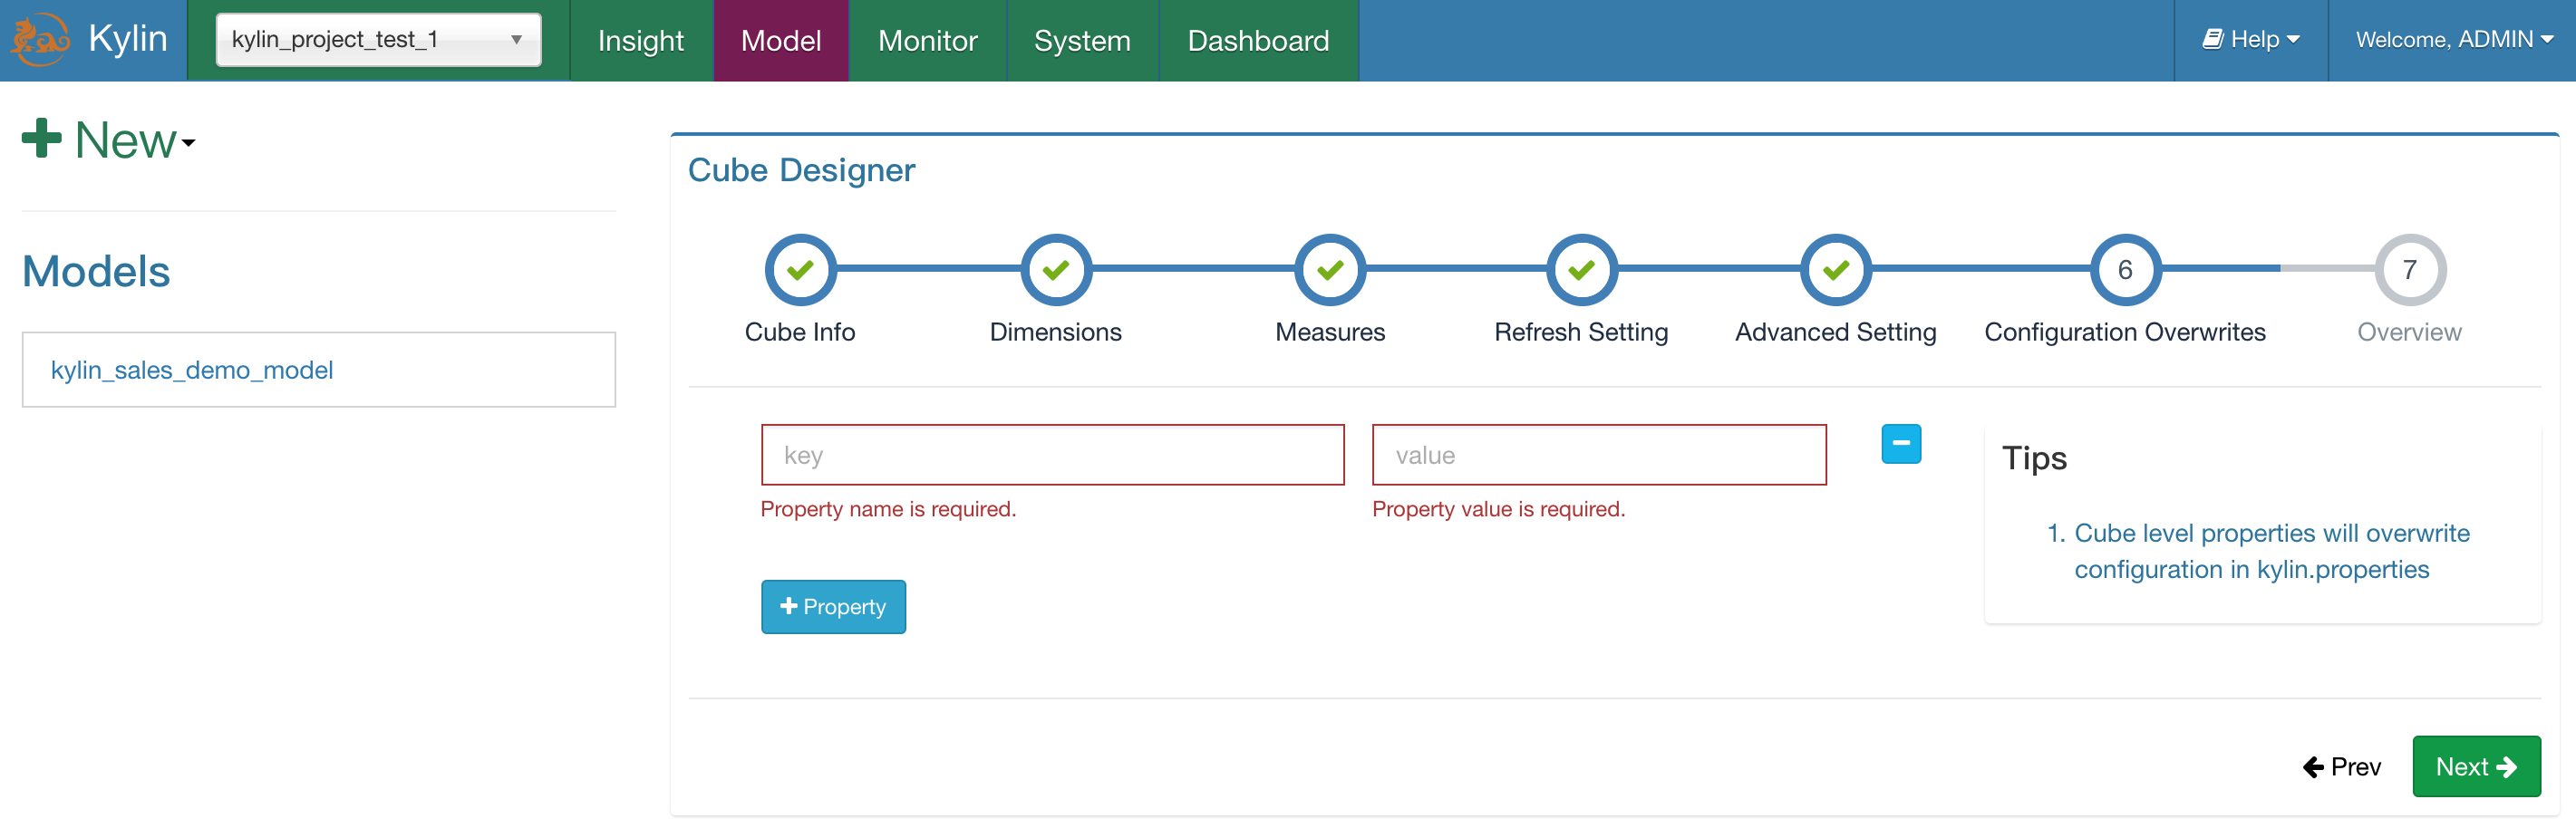 Kylin
kylin_project_test_1
Insight
Model
Monitor
System
Dashboard
Help
Welcome, ADMIN
New
Models
kylin_sales_demo_model
Cube Designer
6
7
Cube Info
Dimensions
Measures
Refresh Setting
Advanced Setting
Configuration Overwrites
Overview
key
value
Property name is required.
Property value is required.
Property
Tips
1. Cube level properties will overwrite
configuration in kylin.properties
Prev
Next